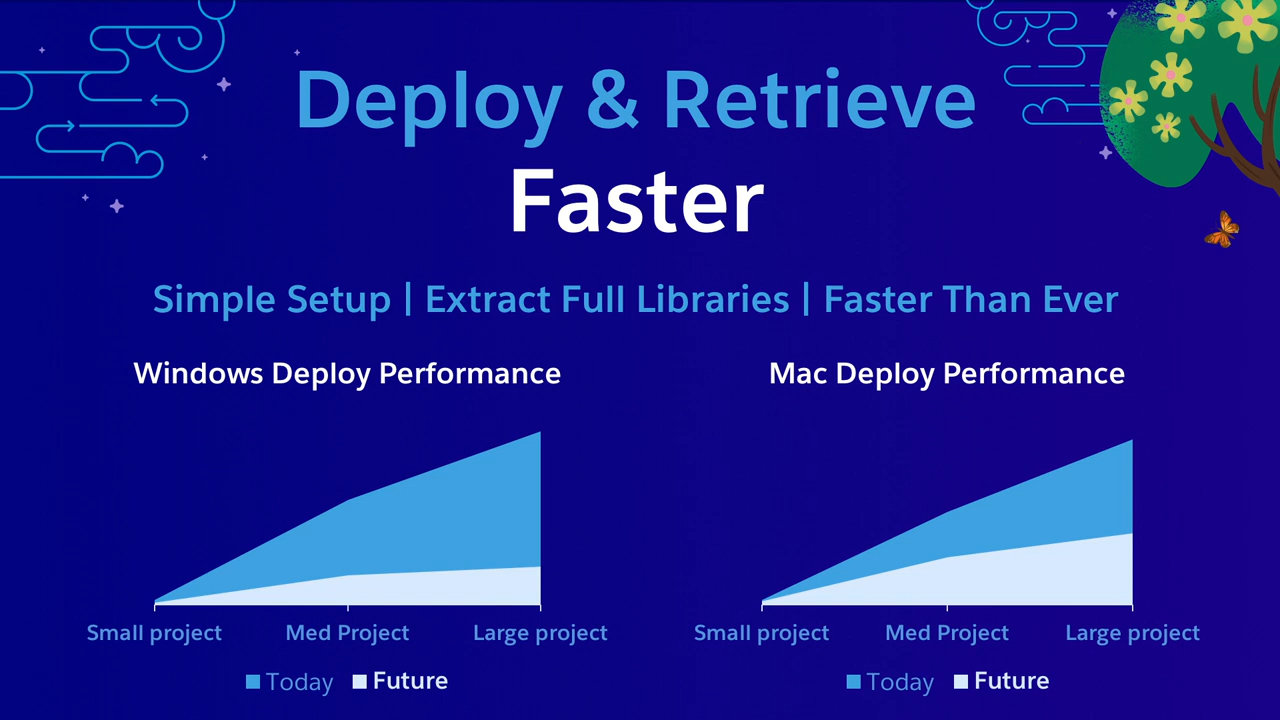 Deploy & Retrieve
Faster
Simple Setup | Extract Full Libraries | Faster Than Ever
Windows Deploy Performance
Small project
Med Project
Large project
Today
Future
Mac Deploy Performance
Small project
Med Project
Large project
Today
Future